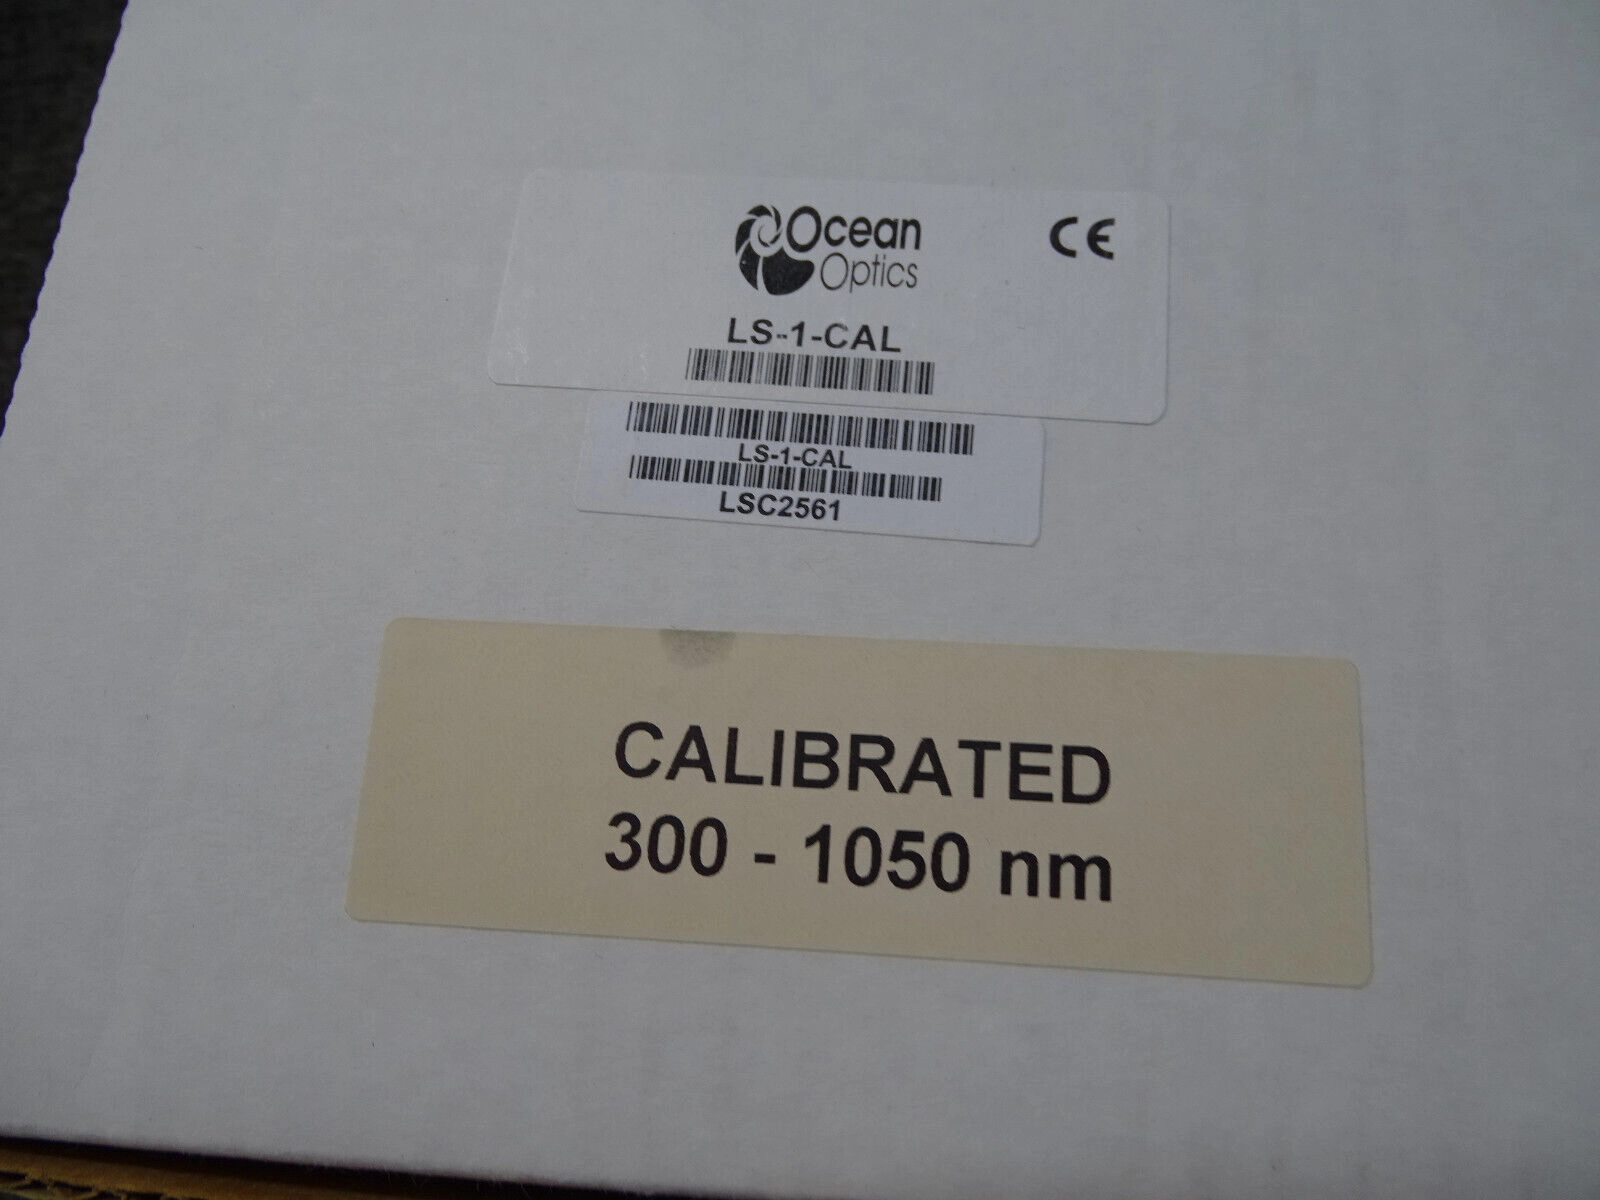 Ocean
Optics
CE
LS-1-CAL
LS-1-CAL
LSC2561
CALIBRATED
300 - 1050 nm